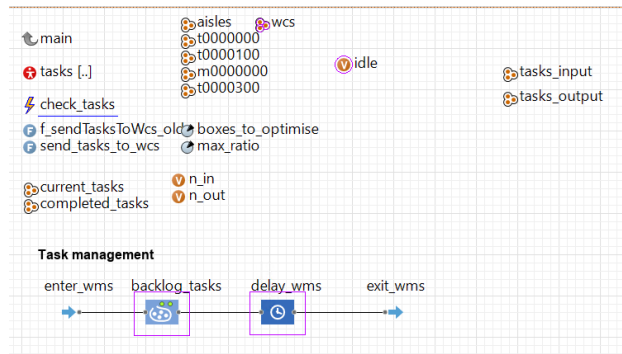 aisles wcs
main t0000000
t0000100
idle
tasks [..] m0000000 tasks_input
t0000300
check_tasks tasks_output
f_sendTasksToWcs_old boxes_to_optimise
send_tasks_to_wcs max_ratio
n_in
current_tasks
n_out
completed_tasks
Task management
enter_wms backlog_tasks delay_wms exit_wms